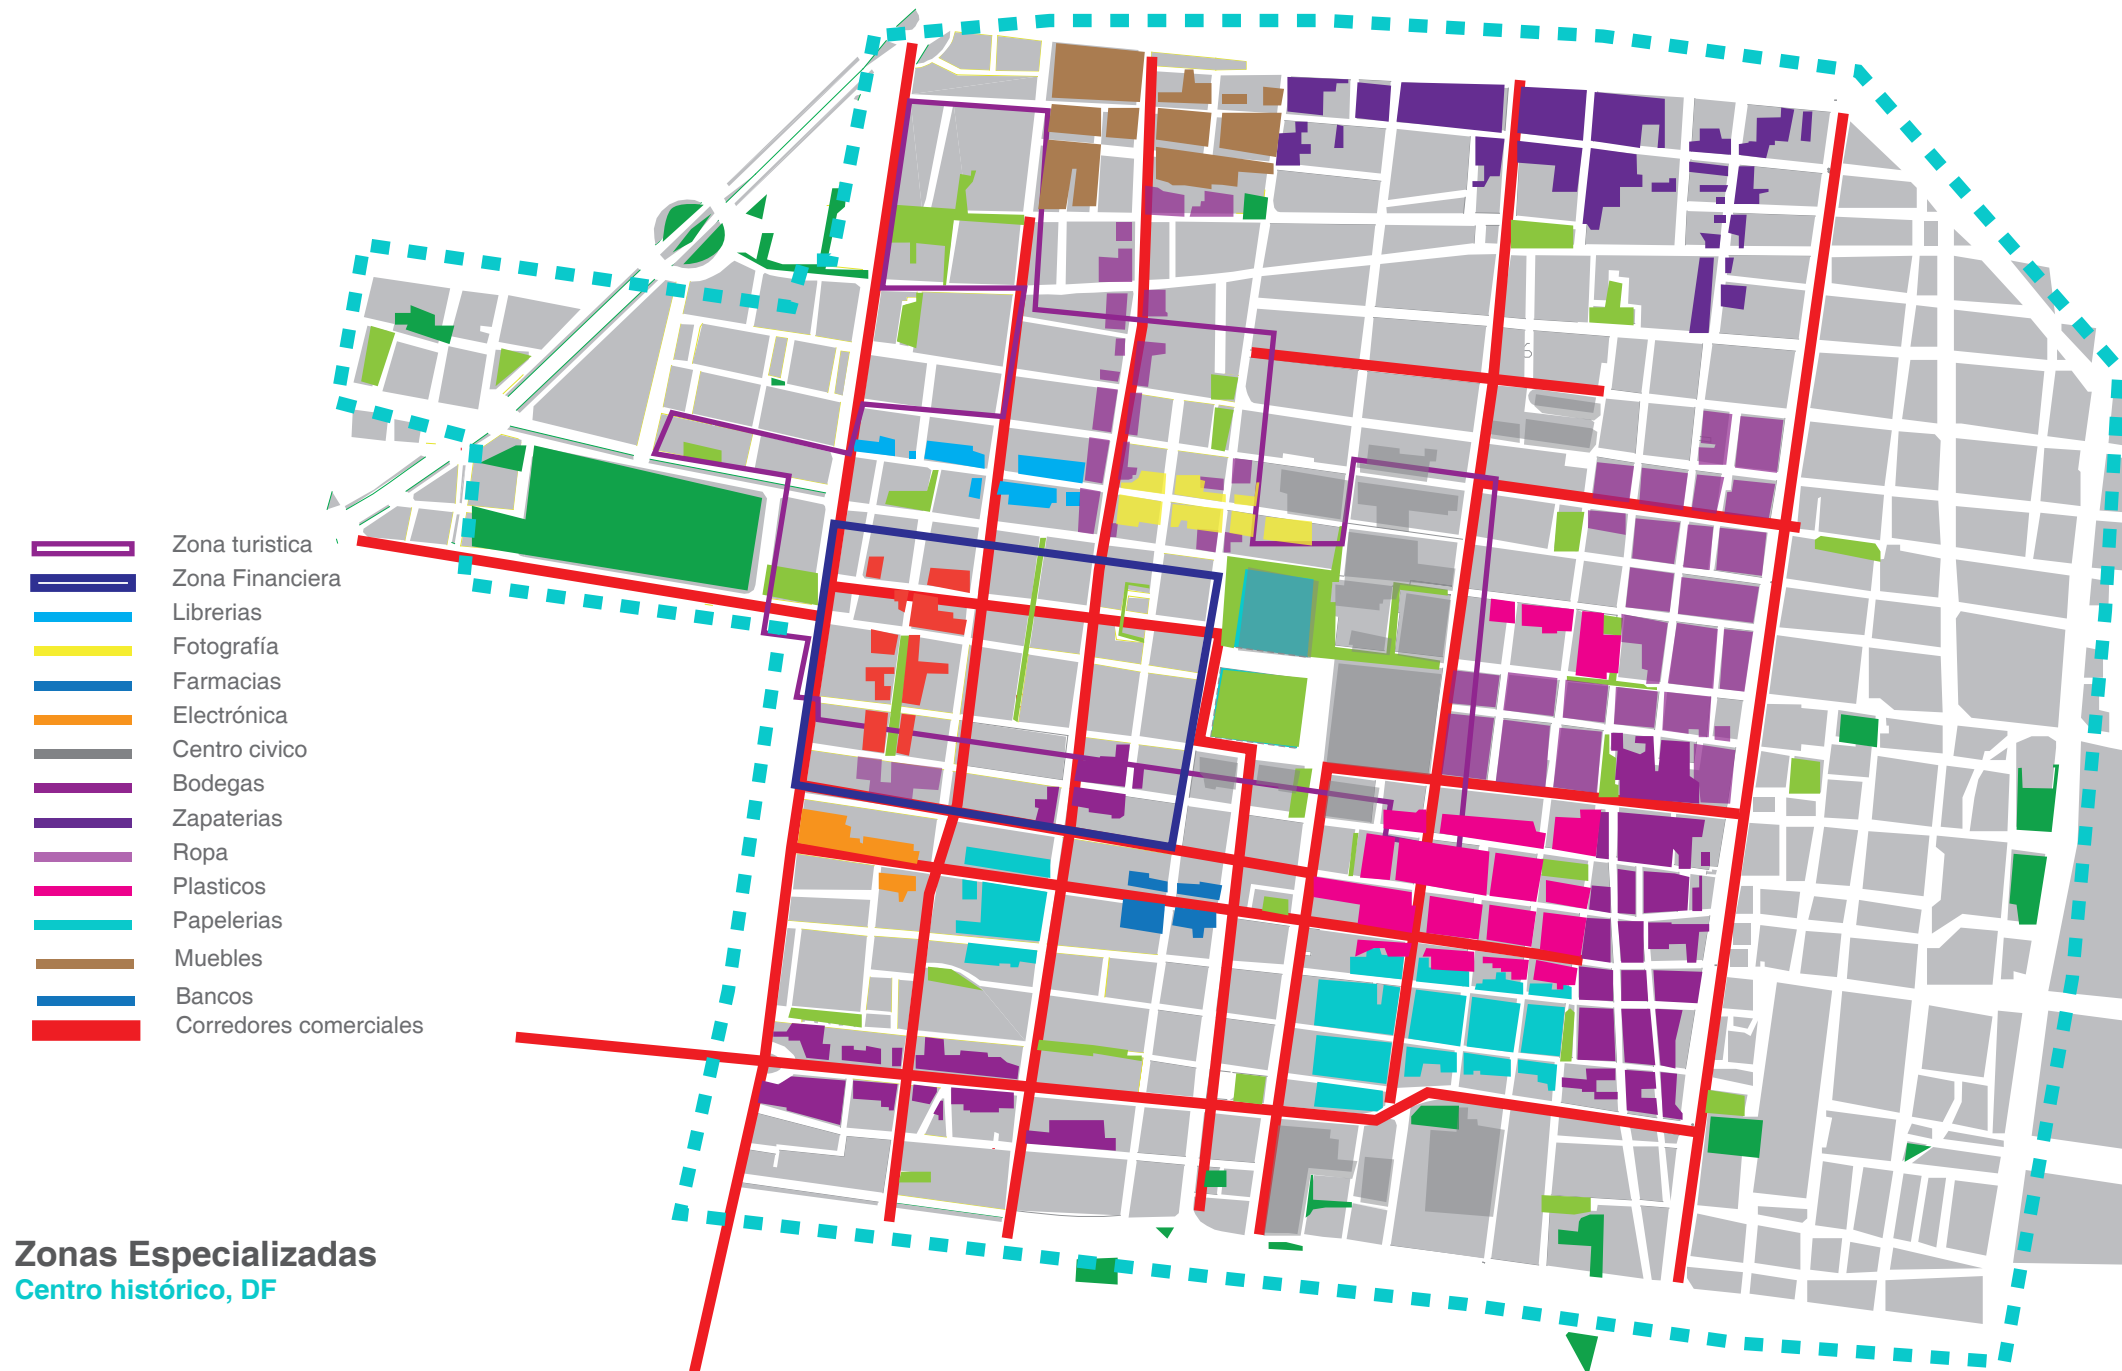 Zona turistica
Zona Financiera
Librerias
Fotografía
Farmacias
Electrónica
Centro civico
Bodegas
Zapaterias
Ropa
Plasticos
Papelerias
Muebles
Bancos
Corredores comerciales
6
Zonas Especializadas
Centro histórico, DF